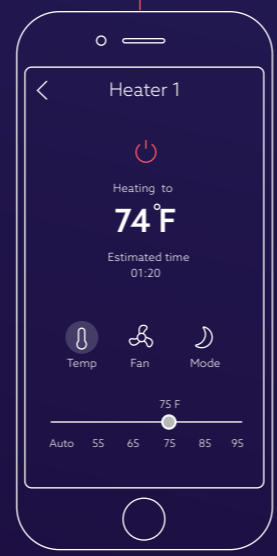 Heater 1
Heating to
74°F
Estimated time
01:20
Temp Fan Mode
75 F
Auto 55 65 75 85 95